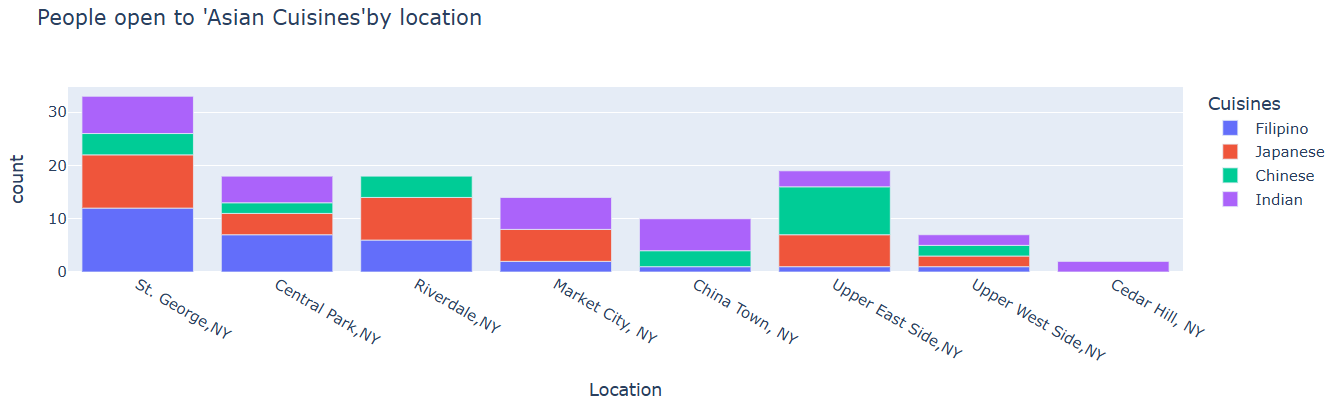 People open to 'Asian Cuisines'by location
count
30
20
10
0
St. George,NY
Central Park,NY
Riverdale,NY
Market City, NY
China Town, NY
Upper East Side,NY
Upper West Side,NY
Cedar Hill, NY
Location
Cuisines
Filipino
Japanese
Chinese
Indian